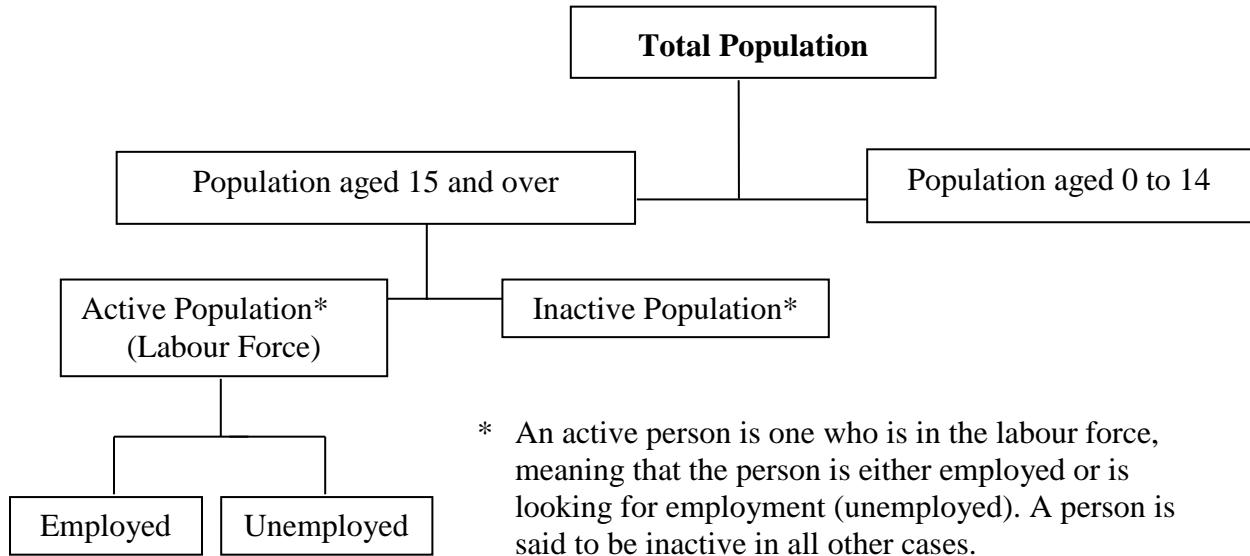 Total Population
Population aged 15 and over
Population aged 0 to 14
Active Population*
(Labour Force)
Inactive Population*
Employed
Unemployed
* An active person is one who is in the labour force,
meaning that the person is either employed or is
looking for employment (unemployed). A person is
said to be inactive in all other cases.